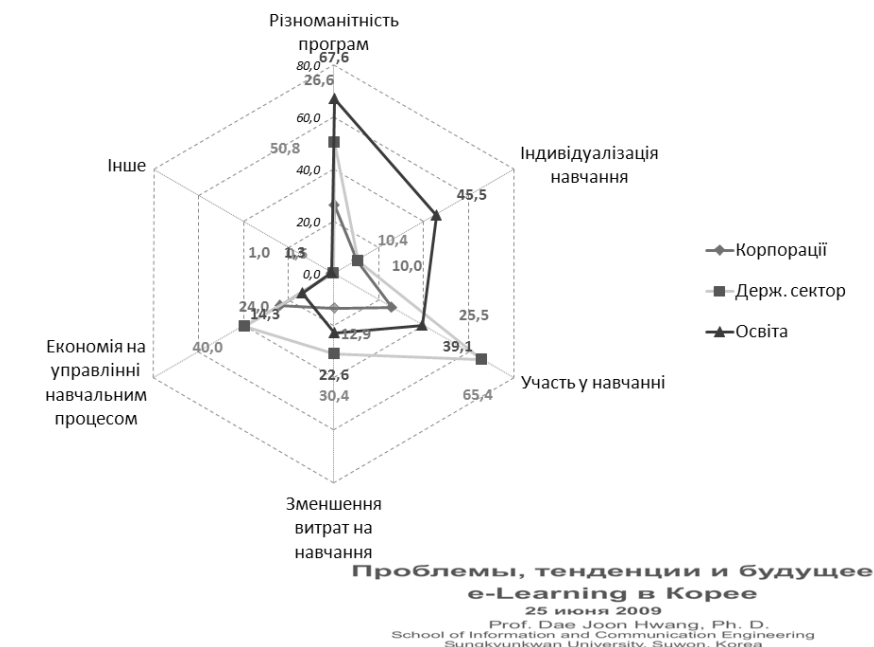 Різноманітність
програм
67,6
80,0
26,6
60,0
50,8
40,0
20,0
0,0
Індивідуалізація
навчання
45,5
10,4
10,0
Інше
1,0
1,3
Корпорації
Держ. сектор
Освіта
25,5
39,1
65,4
Участь у навчанні
24,0
14,3
40,0
Економія на
управлінні
навчальним
процесом
12,9
22,6
30,4
Зменшення
витрат на
навчання
Проблемы, тенденции и будущее
e-Learning в Корее
25 июня 2009
Prof. Dae Joon Hwang, Ph. D.
School of Information and Communication Engineering
Sungkyunkwan University, Suwon, Korea